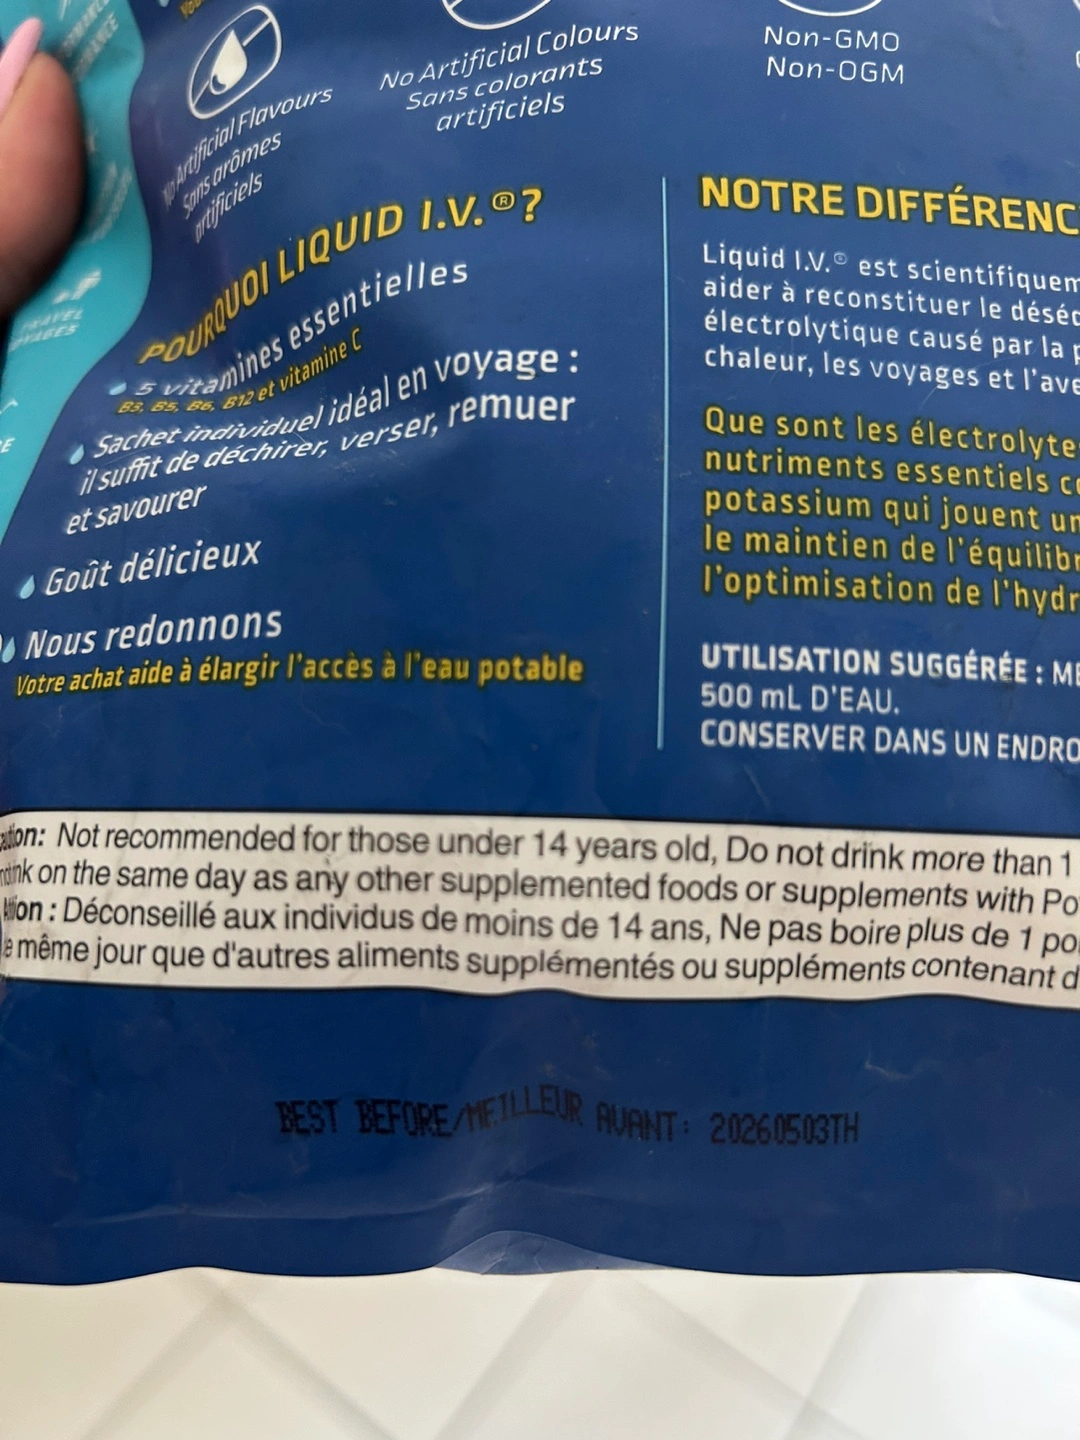 No Artificial Flavours
Sans arômes
artificiels
No Artificial Colours
Sans colorants
artificiels
Non-GMO
Non-OGM
TRAVEL
POURQUOI LIQUID I.V.®?
5 vitamines essentielles
B3, B5, B6, B12 et vitamine C
Sachet individuel idéal en voyage :
il suffit de déchirer, verser, remuer
et savourer
Goût délicieux
Nous redonnons
Votre achat aide à élargir l'accès à l'eau potable
NOTRE DIFFÉRENC
Liquid I.V.® est scientifiquem
aider à reconstituer le déséq
électrolytique causé par la p
chaleur, les voyages et l'ave
Que sont les électrolyte
nutriments essentiels co
potassium qui jouent un
le maintien de l'équilibr
l'optimisation de l'hydr
UTILISATION SUGGÉRÉE : ME
500 mL D'EAU.
CONSERVER DANS UN ENDRO
Not recommended for those under 14 years old, Do not drink more than 1
on the same day as any other supplemented foods or supplements with Po
Déconseillé aux individus de moins de 14 ans, Ne pas boire plus de 1 po
e même jour que d'autres aliments supplémentés ou suppléments contenant d
BEST BEFORE/MEILLEUR AVANT: 20260503TH